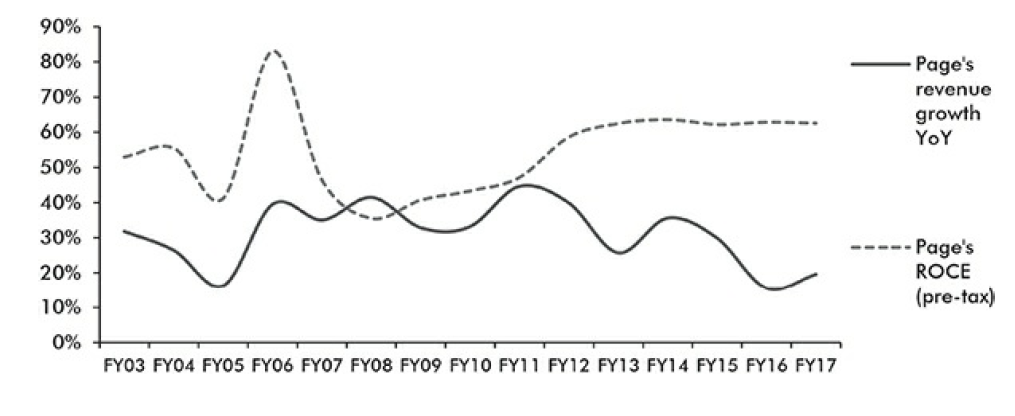 90%
80%
70%
60%
50%
40%
30%
20%
10%
0%
FY03 FY04 FY05 FY06 FY07 FY08 FY09 FY10 FY11 FY12 FY13 FY14 FY15 FY16 FY17
Page's
revenue
growth
YoY
Page's
ROCE
(pre-tax)